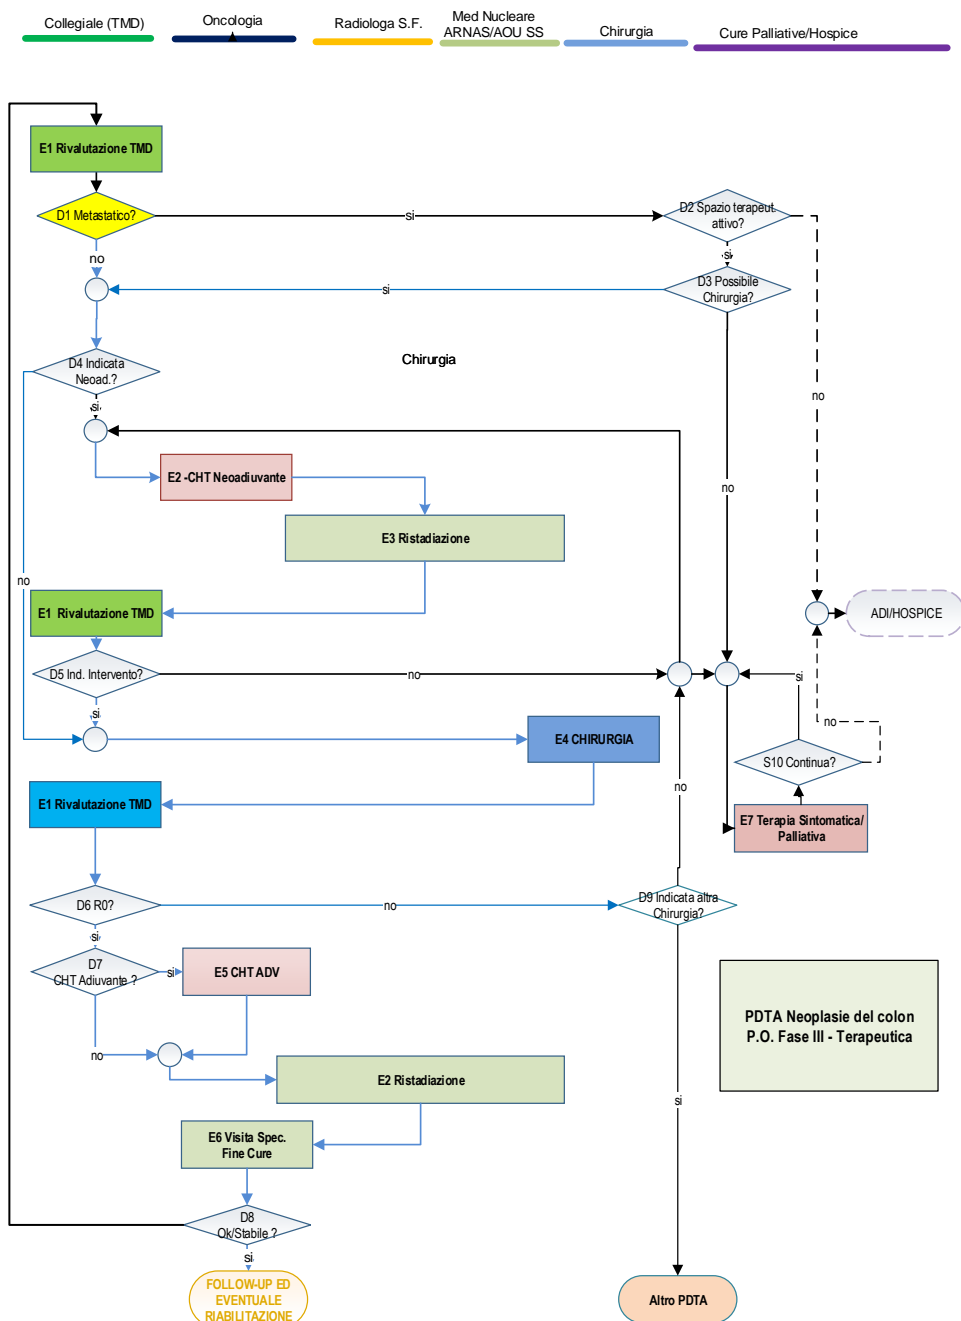 Collegiale (TMD)
Oncologia
Radiologa S.F.
Med Nucleare
ARNAS/AOU SS
Chirurgia
Cure Palliative/Hospice
E1 Rivalutazione TMD
D1 Metastatico?
si
D2 Spazio terapeut.
attivo?
no
si
D3 Possibile
Chirurgia?
si
Chirurgia
D4 Indicata
Neoad.?
no
si
E2 -CHT Neoadiuvante
no
E3 Ristadiazione
no
E1 Rivalutazione TMD
ADI/HOSPICE
D5 Ind. Intervento?
no
si
si
no
E4 CHIRURGIA
S10 Continua?
no
E1 Rivalutazione TMD
E7 Terapia Sintomatica/
Palliativa
D6 R0?
no
D9 Indicata altra
Chirurgia?
si
D7
CHT Adiuvante ?
si
E5 CHT ADV
no
PDTA Neoplasie del colon
P.O. Fase III - Terapeutica
E2 Ristadiazione
si
E6 Visita Spec.
Fine Cure
D8
Ok/Stabile ?
si
FOLLOW-UP ED
EVENTUALE
RIABILITAZIONE
Altro PDTA